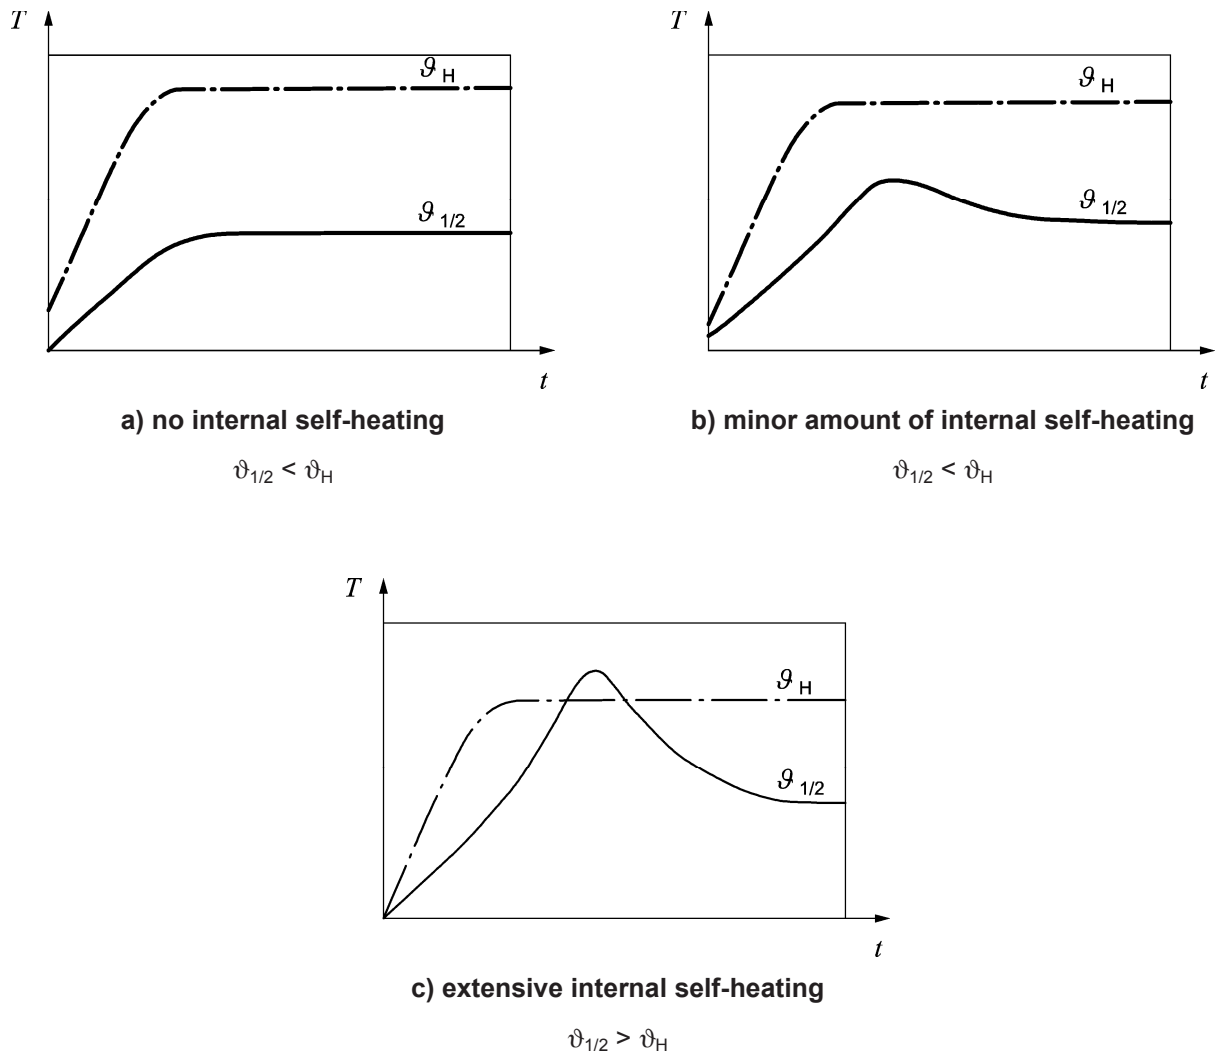 T
T
ϑ H
ϑ H
ϑ 1/2
ϑ 1/2
t
t
a) no internal self-heating
b) minor amount of internal self-heating
ϑ1/2 < ϑH
ϑ1/2 < ϑH
T
ϑ H
ϑ 1/2
t
c) extensive internal self-heating
ϑ1/2 > ϑH